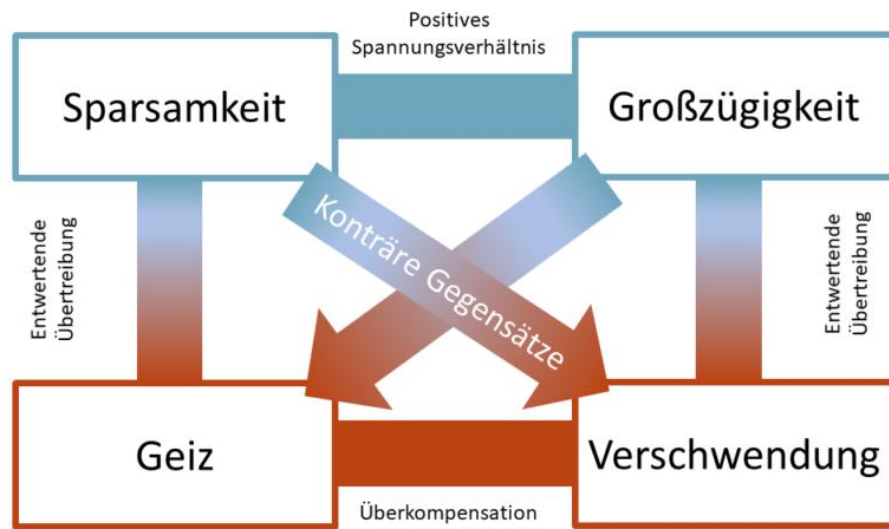 Positives
Spannungsverhältnis
Sparsamkeit
Großzügigkeit
Entwertende
Übertreibung
Konträre Gegensätze
Entwertende
Übertreibung
Geiz
Verschwendung
Überkompensation